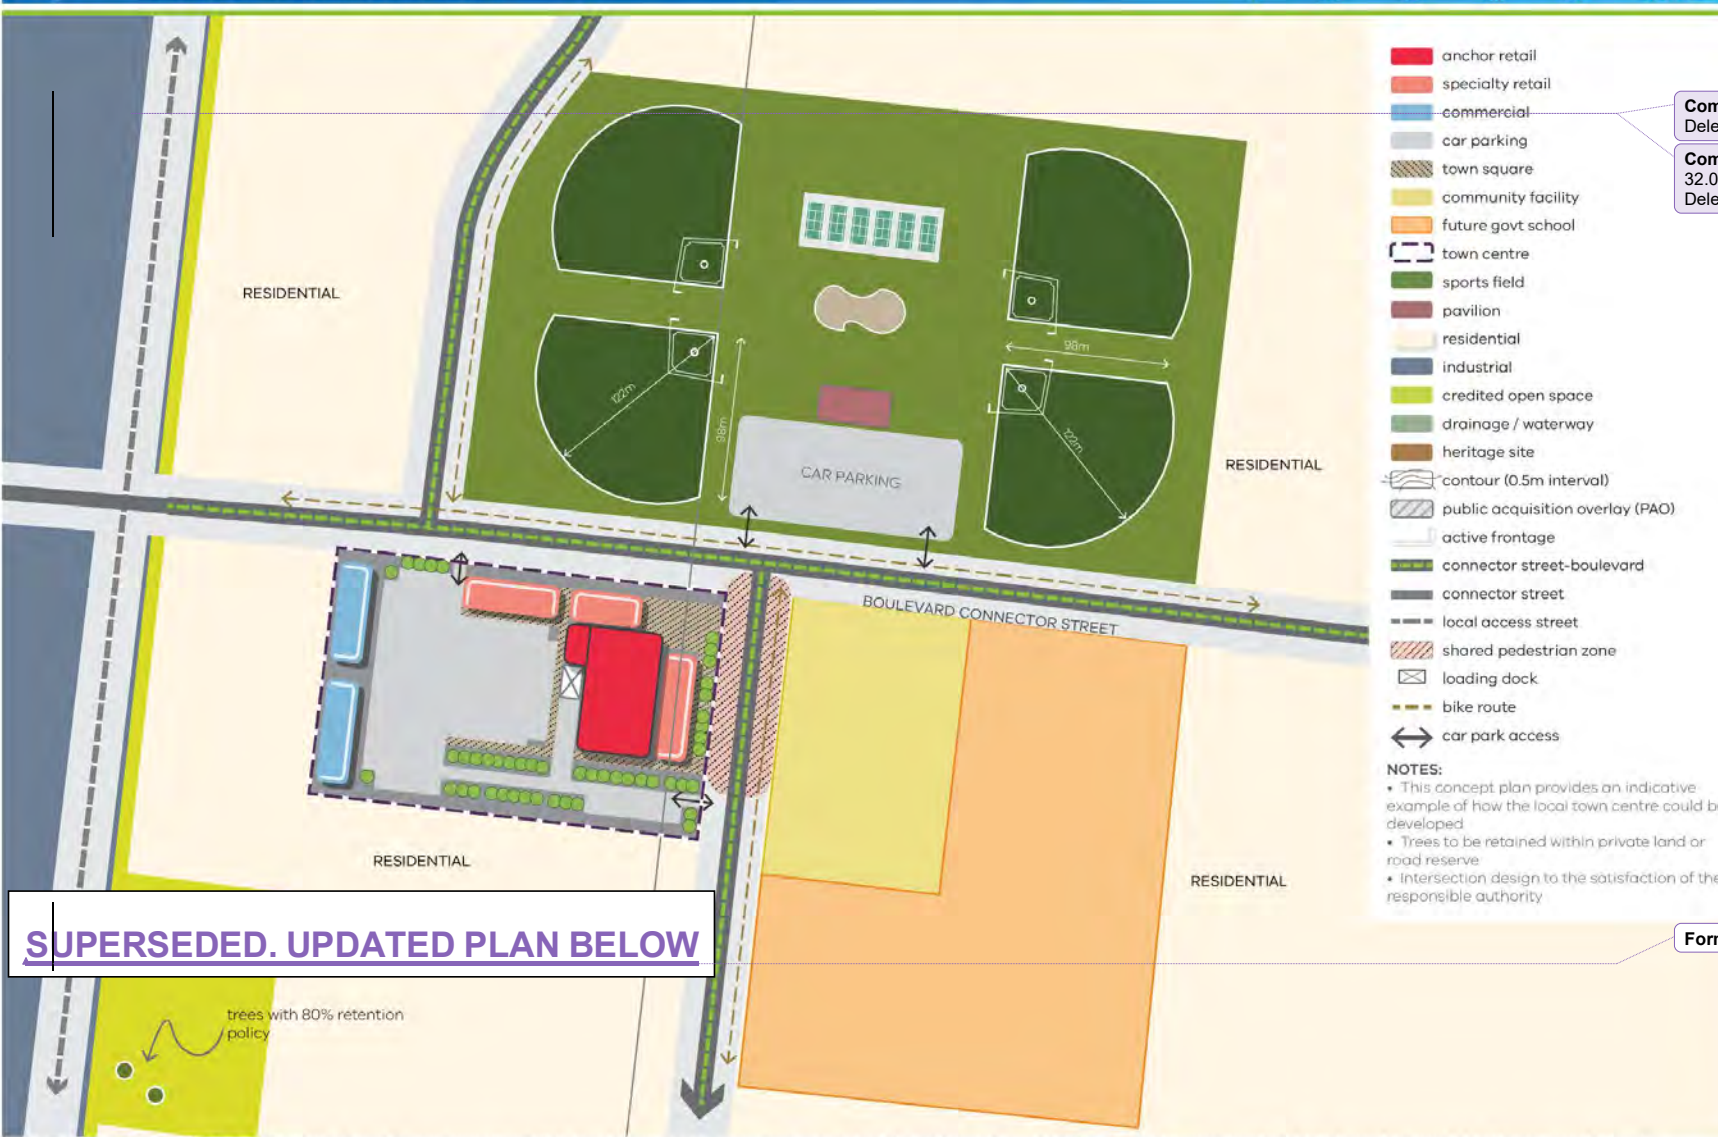 anchor retail
specialty retail
commercial
car parking
town square
community facility
future govt school
town centre
sports field
pavilion
residential
industrial
credited open space
drainage / waterway
heritage site
contour (0.5m interval)
public acquisition overlay (PAO)
active frontage
connector street-boulevard
connector street
local access street
shared pedestrian zone
loading dock
bike route
car park access
NOTES:
• This concept plan provides an indicative
example of how the local town centre could be
developed
• Trees to be retained within private land or
road reserve
• Intersection design to the satisfaction of the
responsible authority
Com
Dele
Com
32.0
Dele
Forn
RESIDENTIAL
122m
98m
98m
122m
CAR PARKING
RESIDENTIAL
BOULEVARD CONNECTOR STREET
RESIDENTIAL
RESIDENTIAL
SUPERSEDED. UPDATED PLAN BELOW
trees with 80% retention
policy